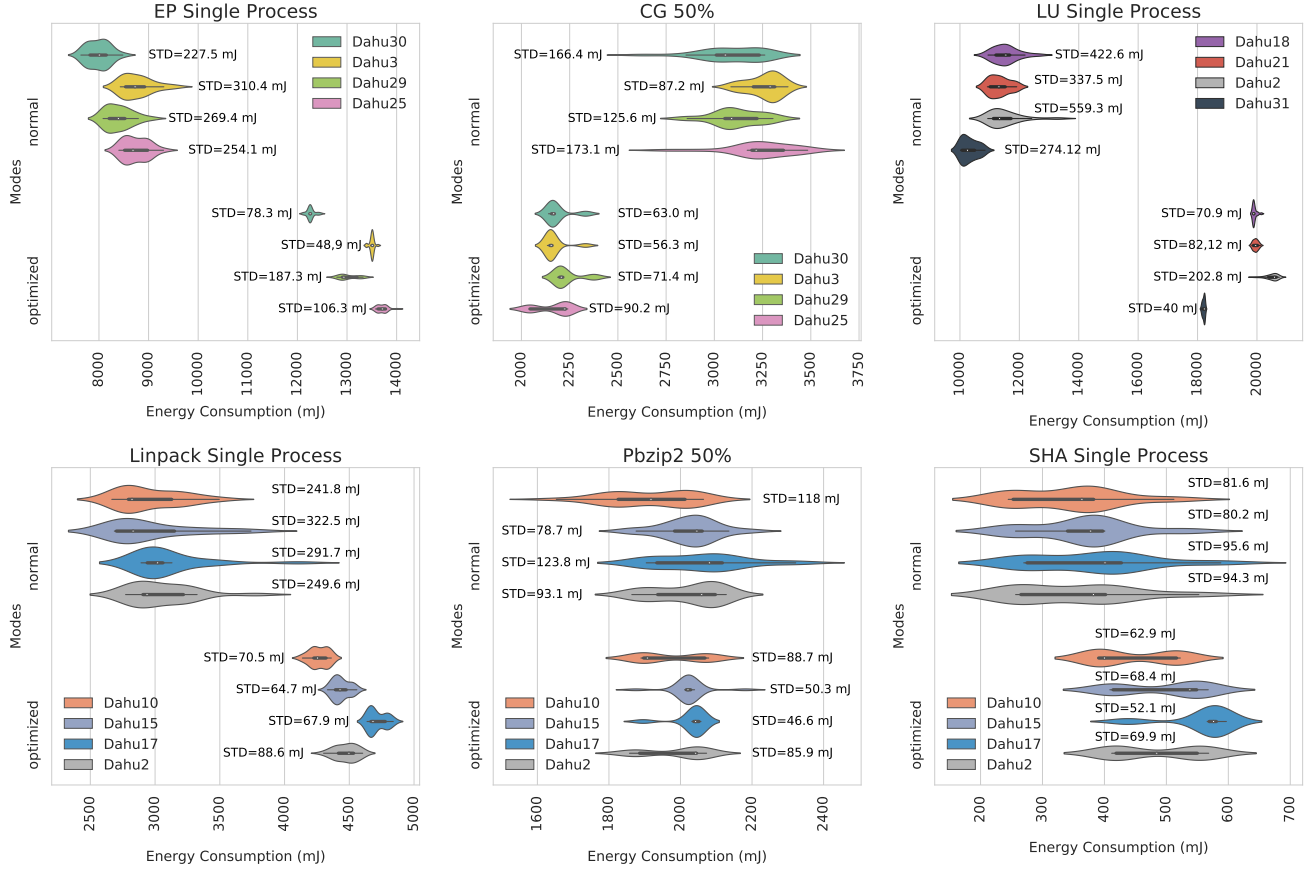 EP Single Process
STD=227.5 mJ
STD=310.4 mJ
STD=269.4 mJ
STD=254.1 mJ
STD=78.3 mJ
STD=48,9 mJ
STD=187.3 mJ
STD=106.3 mJ
Dahu30
Dahu3
Dahu29
Dahu25
normal
optimized
Modes
8000
9000
10000
11000
12000
13000
14000
Energy Consumption (mJ)
CG 50%
STD=166.4 mJ
STD=87.2 mJ
STD=125.6 mJ
STD=173.1 mJ
STD=63.0 mJ
STD=56.3 mJ
STD=71.4 mJ
STD=90.2 mJ
Dahu30
Dahu3
Dahu29
Dahu25
normal
optimized
Modes
2000
2250
2500
2750
3000
3250
3500
3750
Energy Consumption (mJ)
LU Single Process
STD=422.6 mJ
STD=337.5 mJ
STD=559.3 mJ
STD=274.12 mJ
STD=70.9 mJ
STD=82,12 mJ
STD=202.8 mJ
STD=40 mJ
Dahu18
Dahu21
Dahu2
Dahu31
normal
optimized
Modes
10000
12000
14000
16000
18000
20000
Energy Consumption (mJ)
Linpack Single Process
STD=241.8 mJ
STD=322.5 mJ
STD=291.7 mJ
STD=249.6 mJ
STD=70.5 mJ
STD=64.7 mJ
STD=67.9 mJ
STD=88.6 mJ
Dahu10
Dahu15
Dahu17
Dahu2
normal
optimized
Modes
2500
3000
3500
4000
4500
5000
Energy Consumption (mJ)
Pbzip2 50%
STD=118 mJ
STD=78.7 mJ
STD=123.8 mJ
STD=93.1 mJ
STD=88.7 mJ
STD=50.3 mJ
STD=46.6 mJ
STD=85.9 mJ
Dahu10
Dahu15
Dahu17
Dahu2
normal
optimized
Modes
1600
1800
2000
2200
2400
Energy Consumption (mJ)
SHA Single Process
STD=81.6 mJ
STD=80.2 mJ
STD=95.6 mJ
STD=94.3 mJ
STD=62.9 mJ
STD=68.4 mJ
STD=52.1 mJ
STD=69.9 mJ
Dahu10
Dahu15
Dahu17
Dahu2
normal
optimized
Modes
200
300
400
500
600
700
Energy Consumption (mJ)